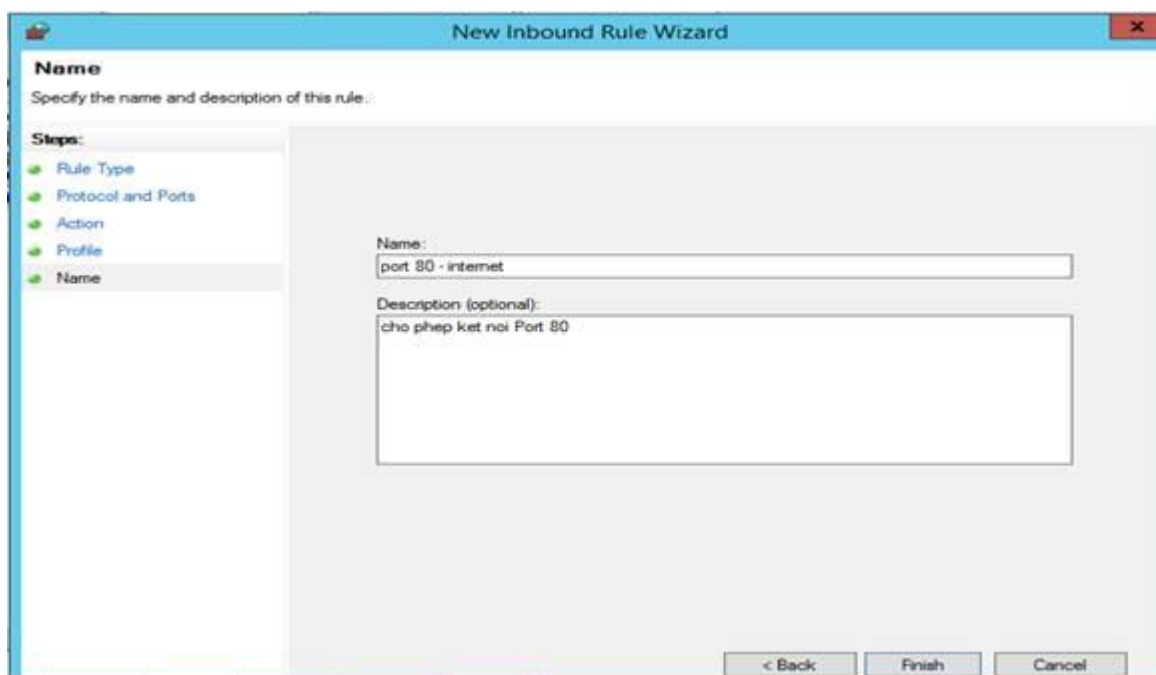 New Inbound Rule Wizard
Name
Specify the name and description of this rule.
Steps:
Rule Type
Protocol and Ports
Action
Profile
Name
Name:
port 80 - internet
Description (optional):
cho phep ket noi Port 80
< Back Finish Cancel